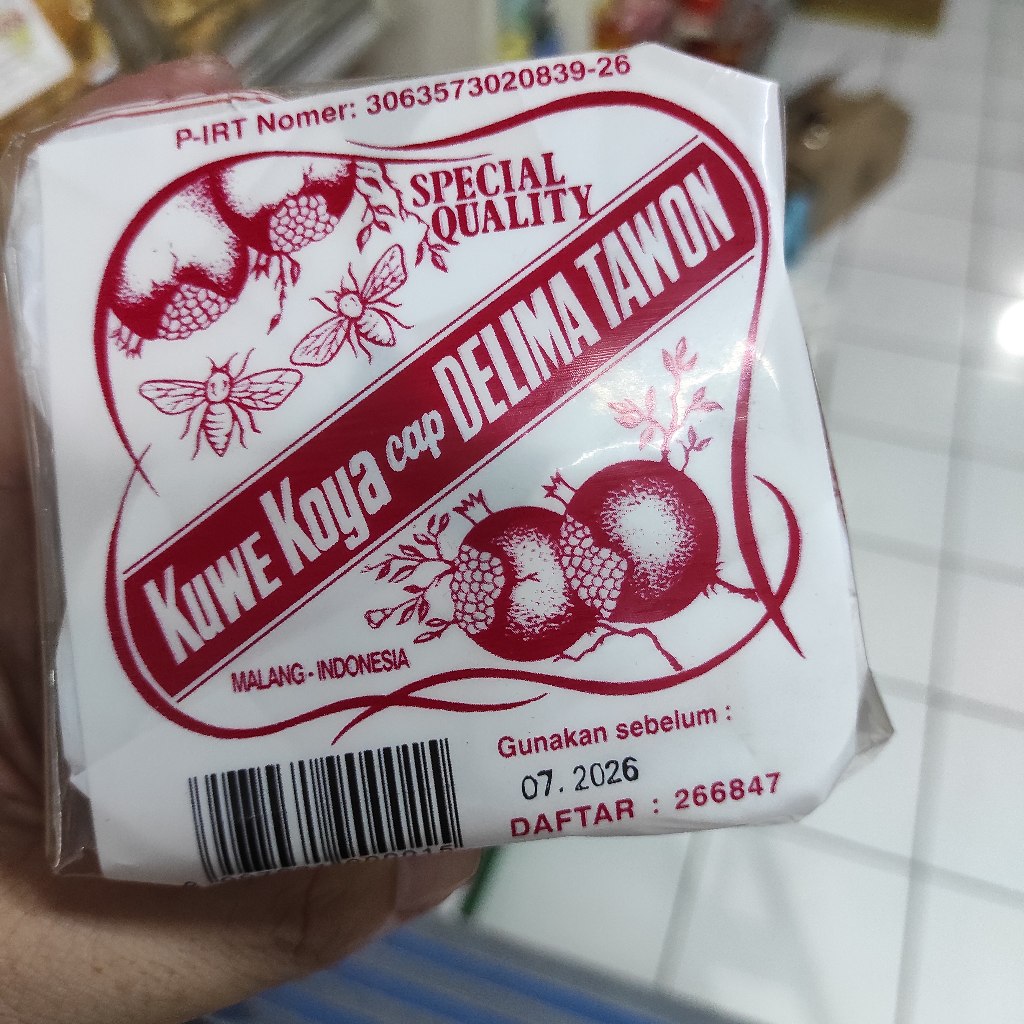 P-IRT Nomer: 3063573020839-26
SPECIAL
QUALITY
KUWE Koya cap DELIMA TAWON
MALANG - INDONESIA
Gunakan sebelum :
07. 2026
DAFTAR : 266847